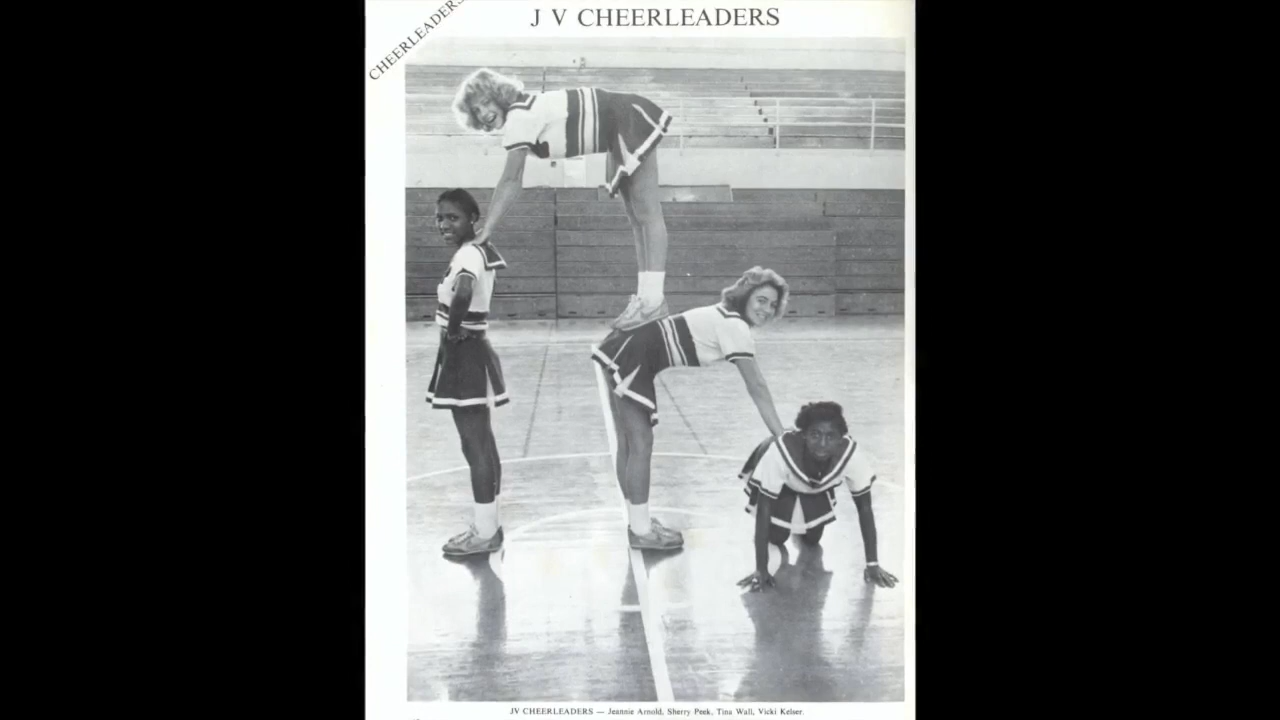 CHEERLEADERS
J V CHEERLEADERS
JV CHEERLEADERS — Jeannie Arnold, Sherry Peek, Tina Wall, Vicki Kelser.